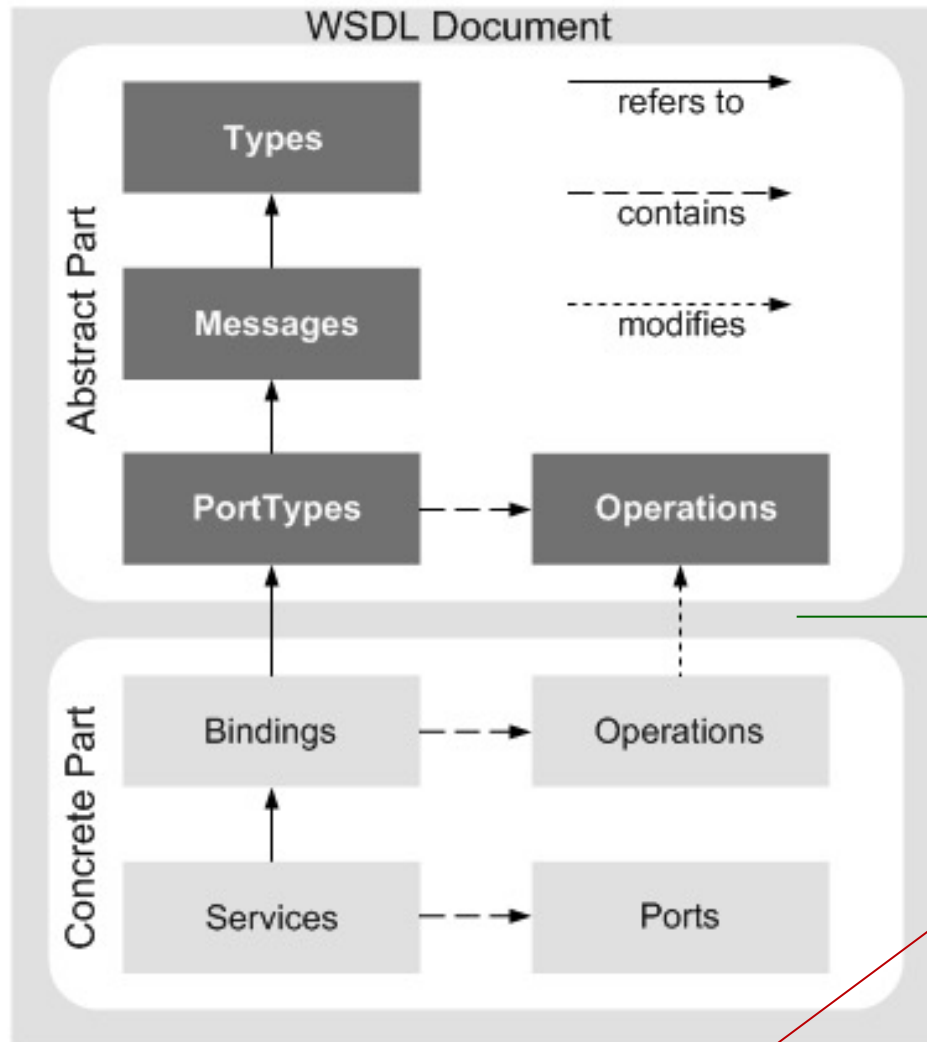 WSDL Document
Abstract Part
Types
refers to
contains
Messages
modifies
PortTypes
Operations
Concrete Part
Bindings
Operations
Services
Ports